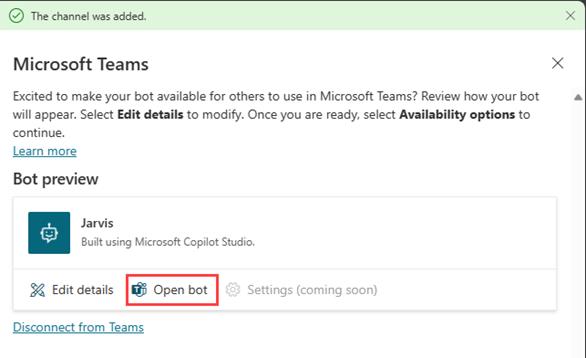 The channel was added.
Microsoft Teams
Excited to make your bot available for others to use in Microsoft Teams? Review how your bot
will appear. Select Edit details to modify. Once you are ready, select Availability options to
continue.
Learn more
Bot preview
Jarvis
Built using Microsoft Copilot Studio.
Edit details Open bot Settings (coming soon)
Disconnect from Teams